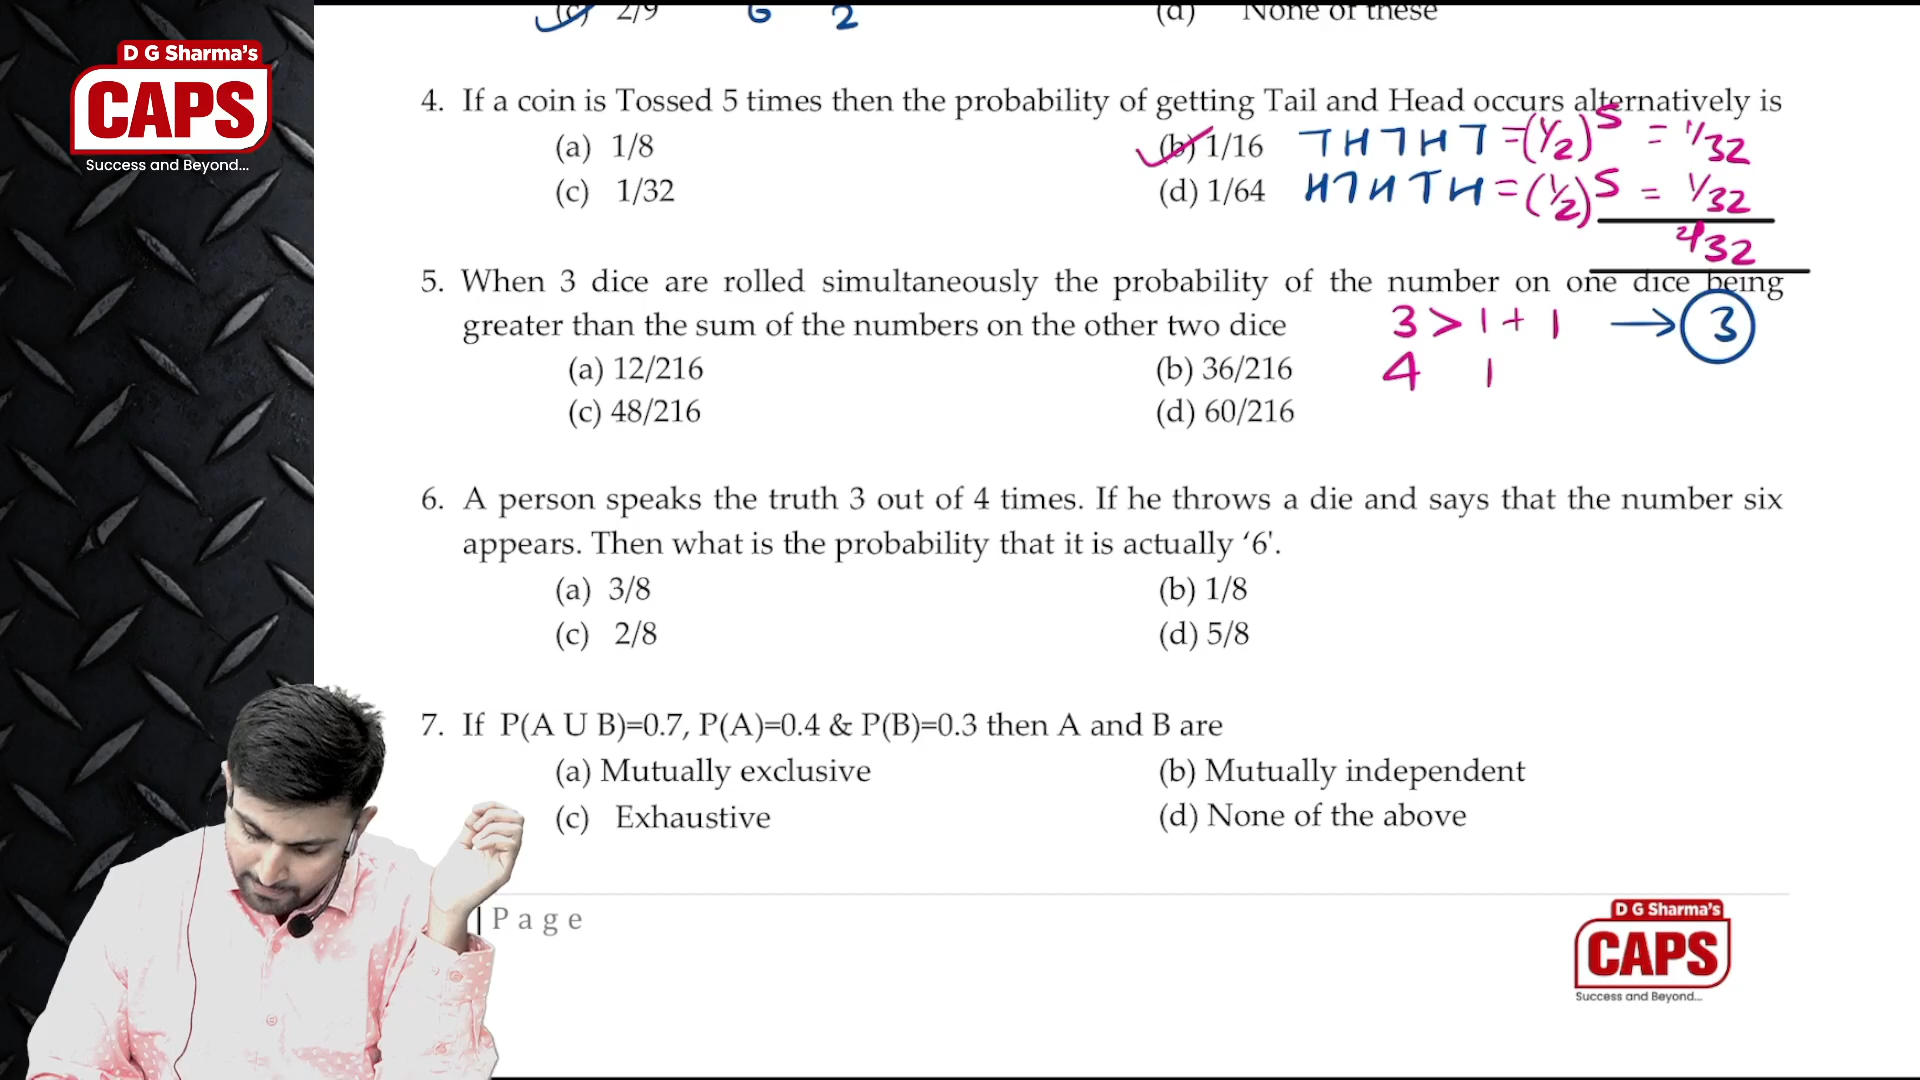 (c) 2/9 6 2 (d) None of these
D G Sharma's
CAPS
Success and Beyond...
4. If a coin is Tossed 5 times then the probability of getting Tail and Head occurs alternatively is
(a) 1/8 (b) 1/16 THTHT =(1/2)^5 = 1/32
(c) 1/32 (d) 1/64 HTHTH =(1/2)^5 = 1/32
2/32
5. When 3 dice are rolled simultaneously the probability of the number on one dice being
greater than the sum of the numbers on the other two dice 3 > 1 + 1 → 3
(a) 12/216 (b) 36/216 4 1
(c) 48/216 (d) 60/216
6. A person speaks the truth 3 out of 4 times. If he throws a die and says that the number six
appears. Then what is the probability that it is actually ‘6'.
(a) 3/8 (b) 1/8
(c) 2/8 (d) 5/8
7. If P(A U B)=0.7, P(A)=0.4 & P(B)=0.3 then A and B are
(a) Mutually exclusive (b) Mutually independent
(c) Exhaustive (d) None of the above
| Page
D G Sharma's
CAPS
Success and Beyond...